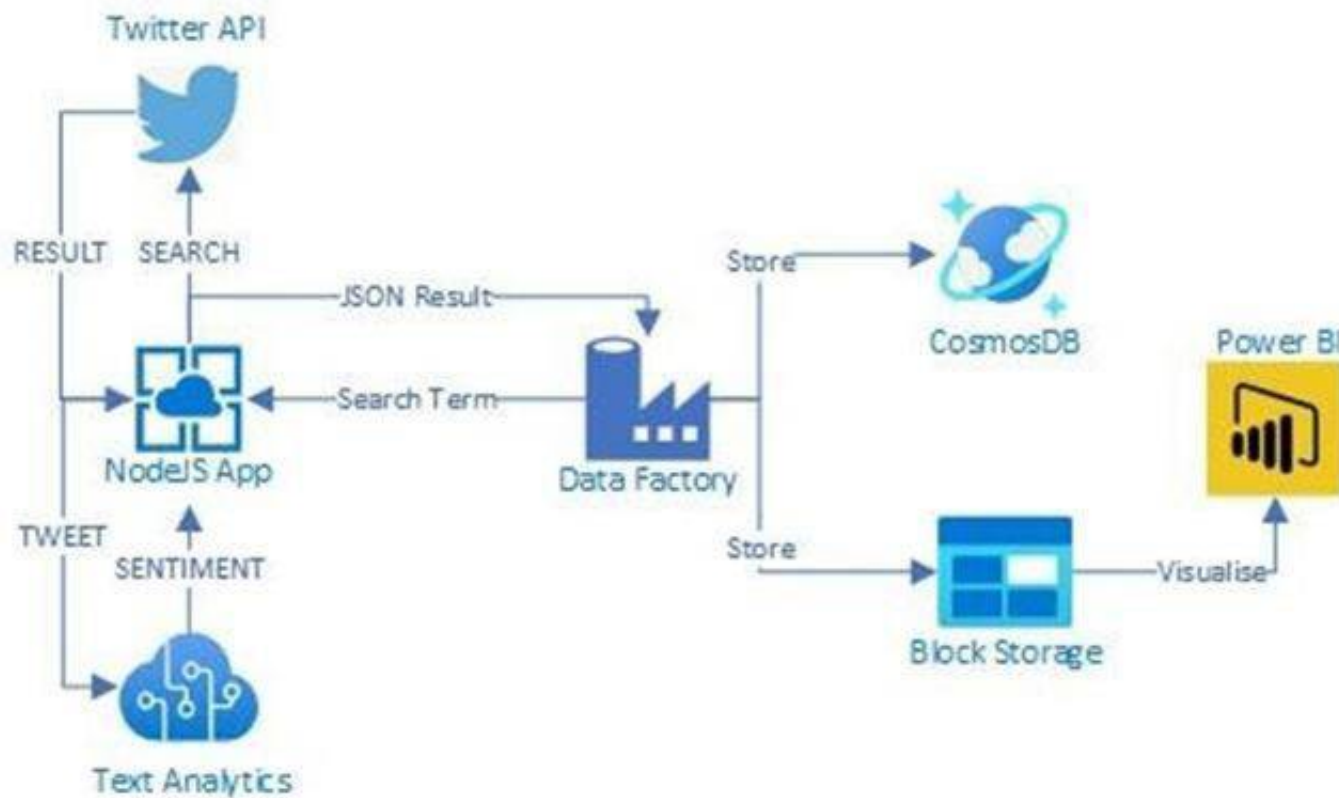 Twitter API
RESULT
SEARCH
JSON Result
Store
CosmosDB
Power BI
NodeJS App
Search Term
Data Factory
TWEET
SENTIMENT
Store
Visualise
Block Storage
Text Analytics